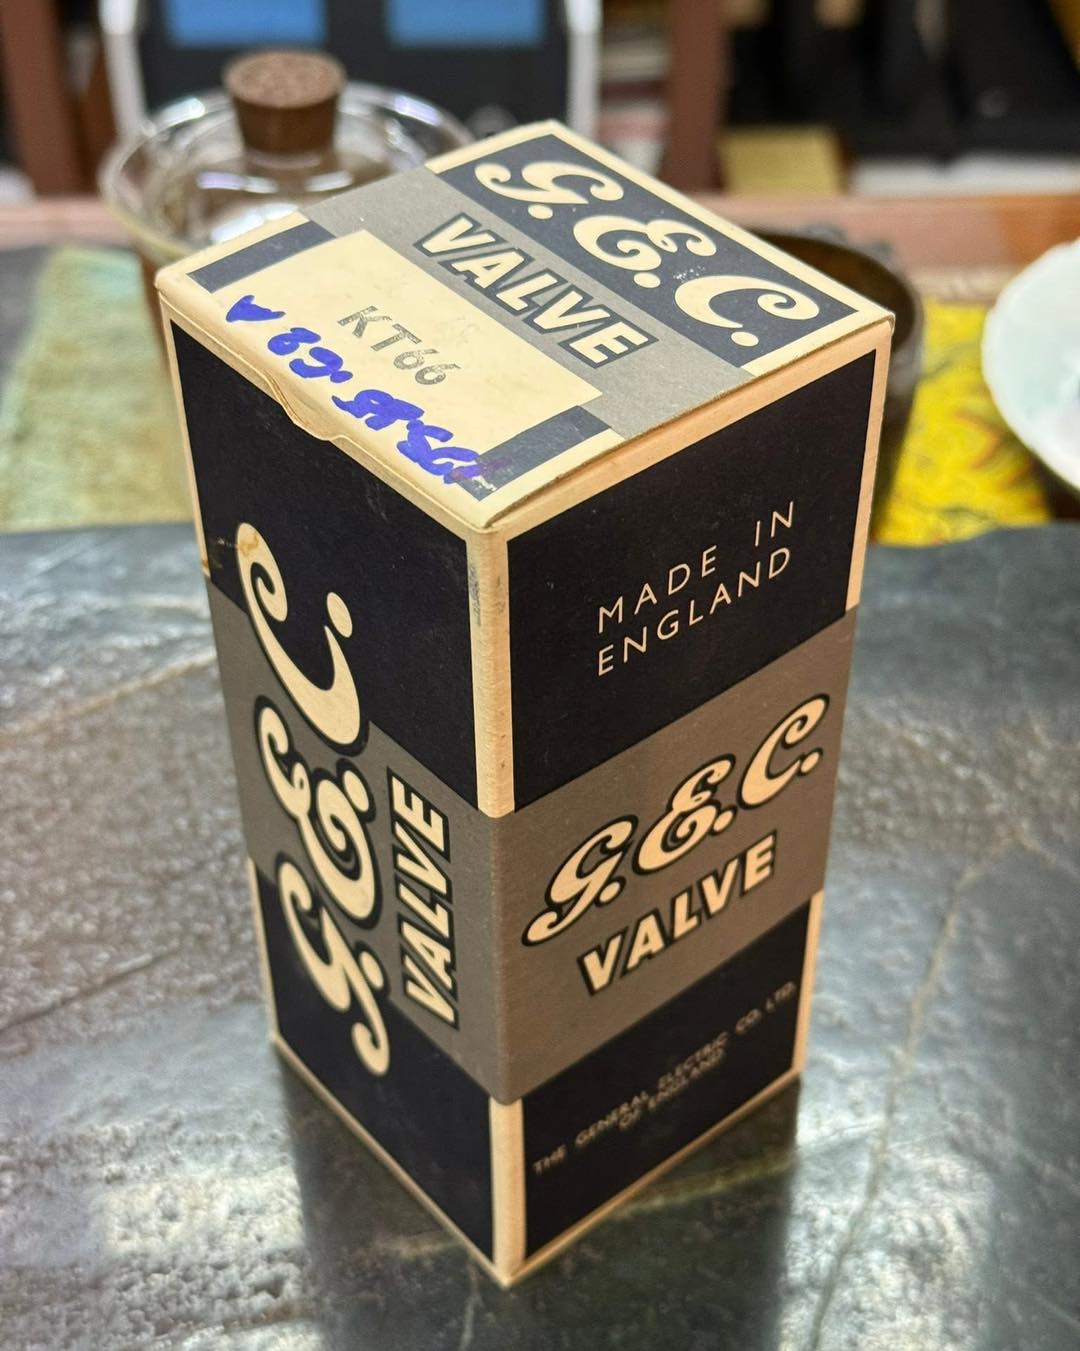 G.E.C.
VALVE
KT66
G.E.C.
VALVE
MADE IN
ENGLAND
G.E.C.
VALVE
THE GENERAL ELECTRIC CO. LTD.
OF ENGLAND